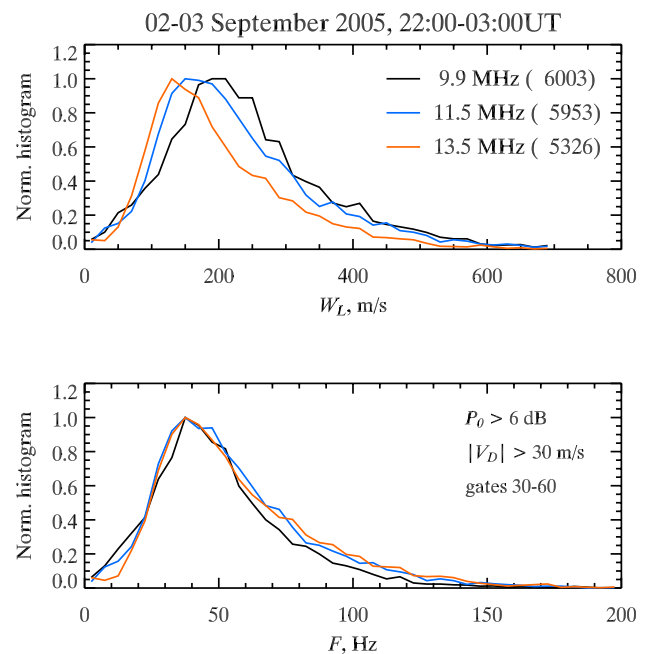 02-03 September 2005, 22:00-03:00UT
Norm. histogram
1.2
1.0
0.8
0.6
0.4
0.2
0.0
9.9 MHz ( 6003)
11.5 MHz ( 5953)
13.5 MHz ( 5326)
0 200 400 600 800
W_L, m/s
Norm. histogram
1.2
1.0
0.8
0.6
0.4
0.2
0.0
P_0 > 6 dB
|V_D| > 30 m/s
gates 30-60
0 50 100 150 200
F, Hz